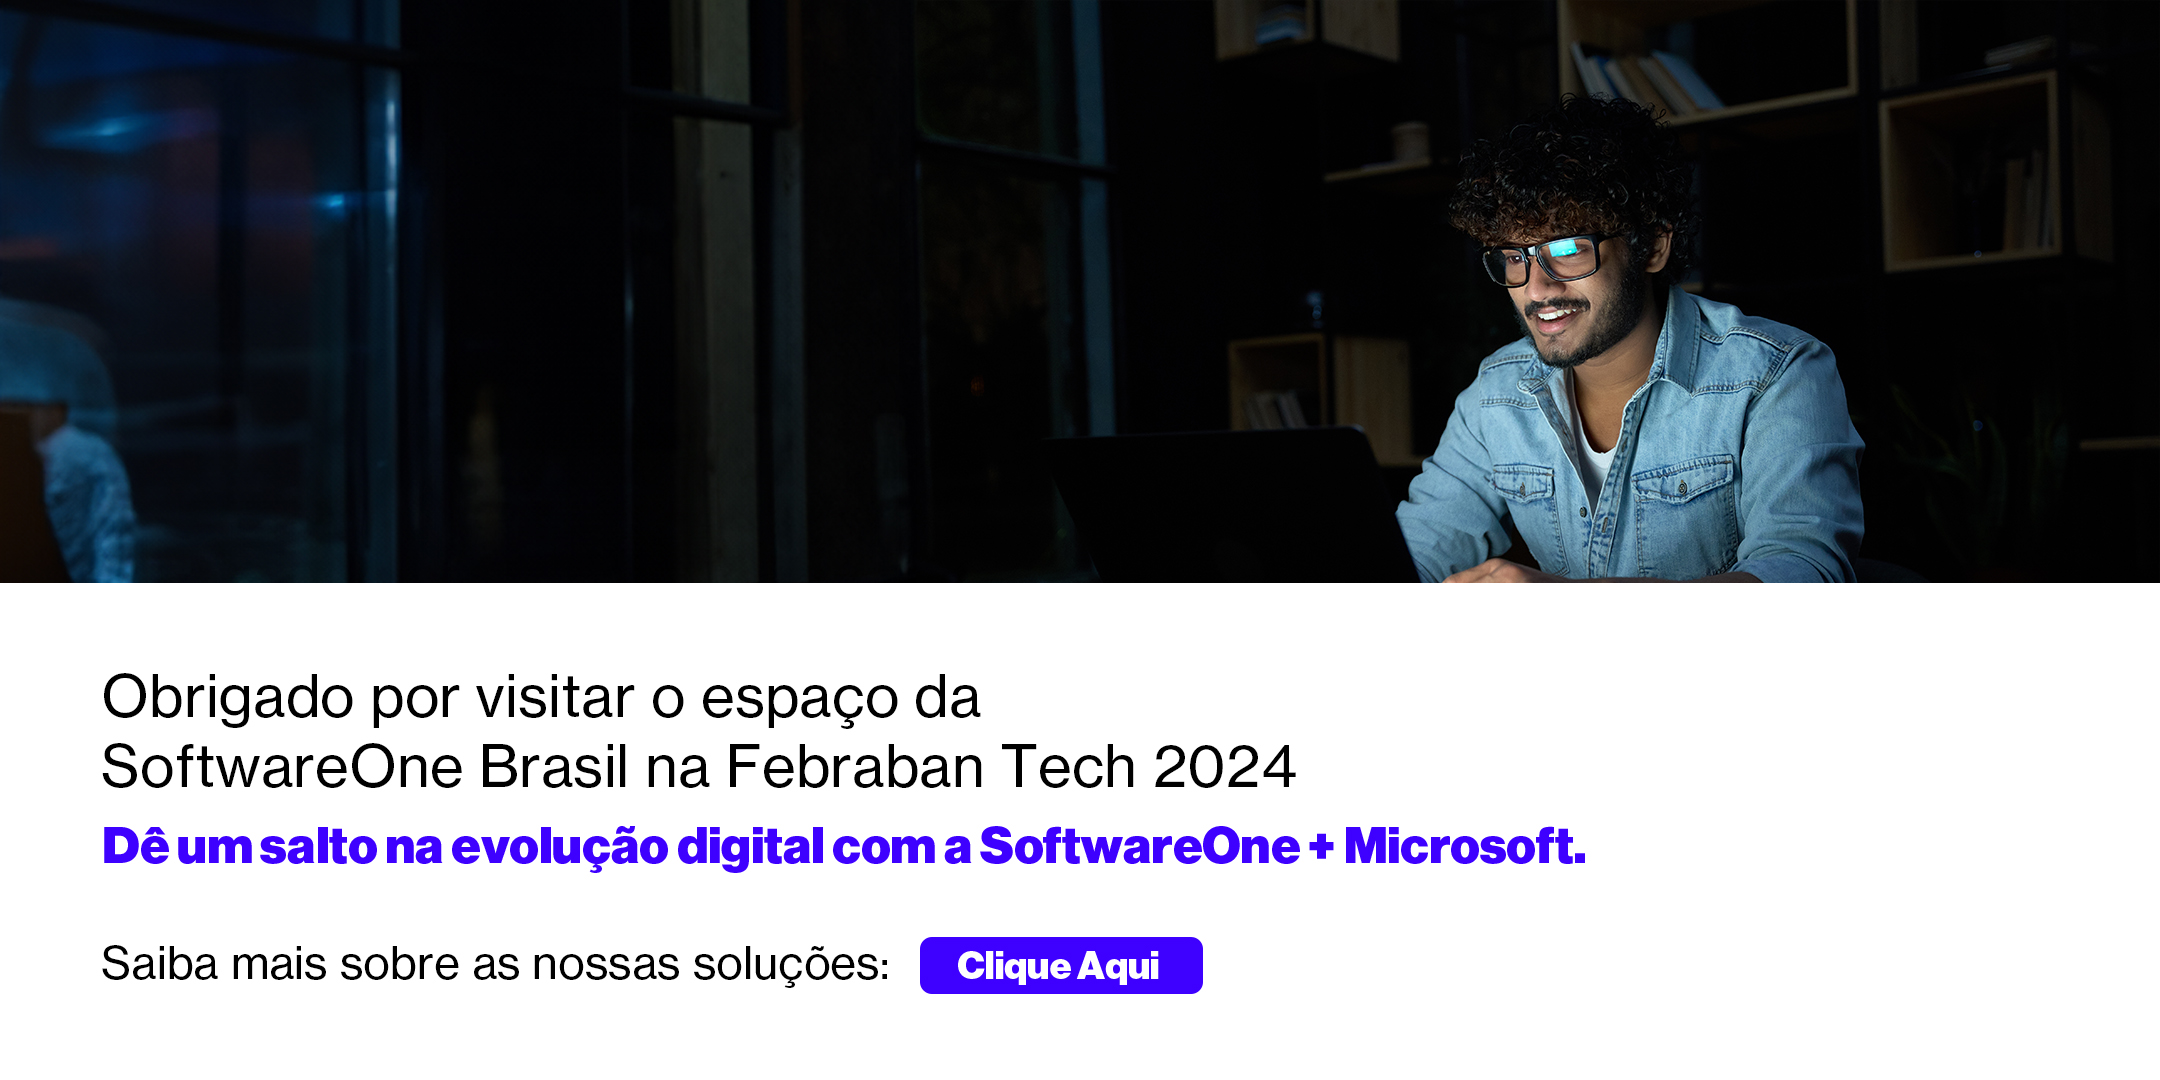 Obrigado por visitar o espaço da
SoftwareOne Brasil na Febraban Tech 2024
Dê um salto na evolução digital com a SoftwareOne + Microsoft.
Saiba mais sobre as nossas soluções: Clique Aqui